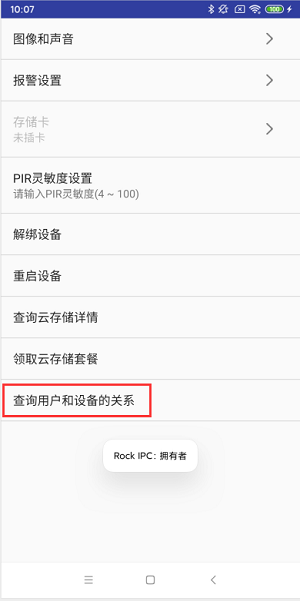 10:07
100
图像和声音
报警设置
存储卡
未插卡
PIR灵敏度设置
请输入PIR灵敏度(4 ~ 100)
解绑设备
重启设备
查询云存储详情
领取云存储套餐
查询用户和设备的关系
Rock IPC: 拥有者